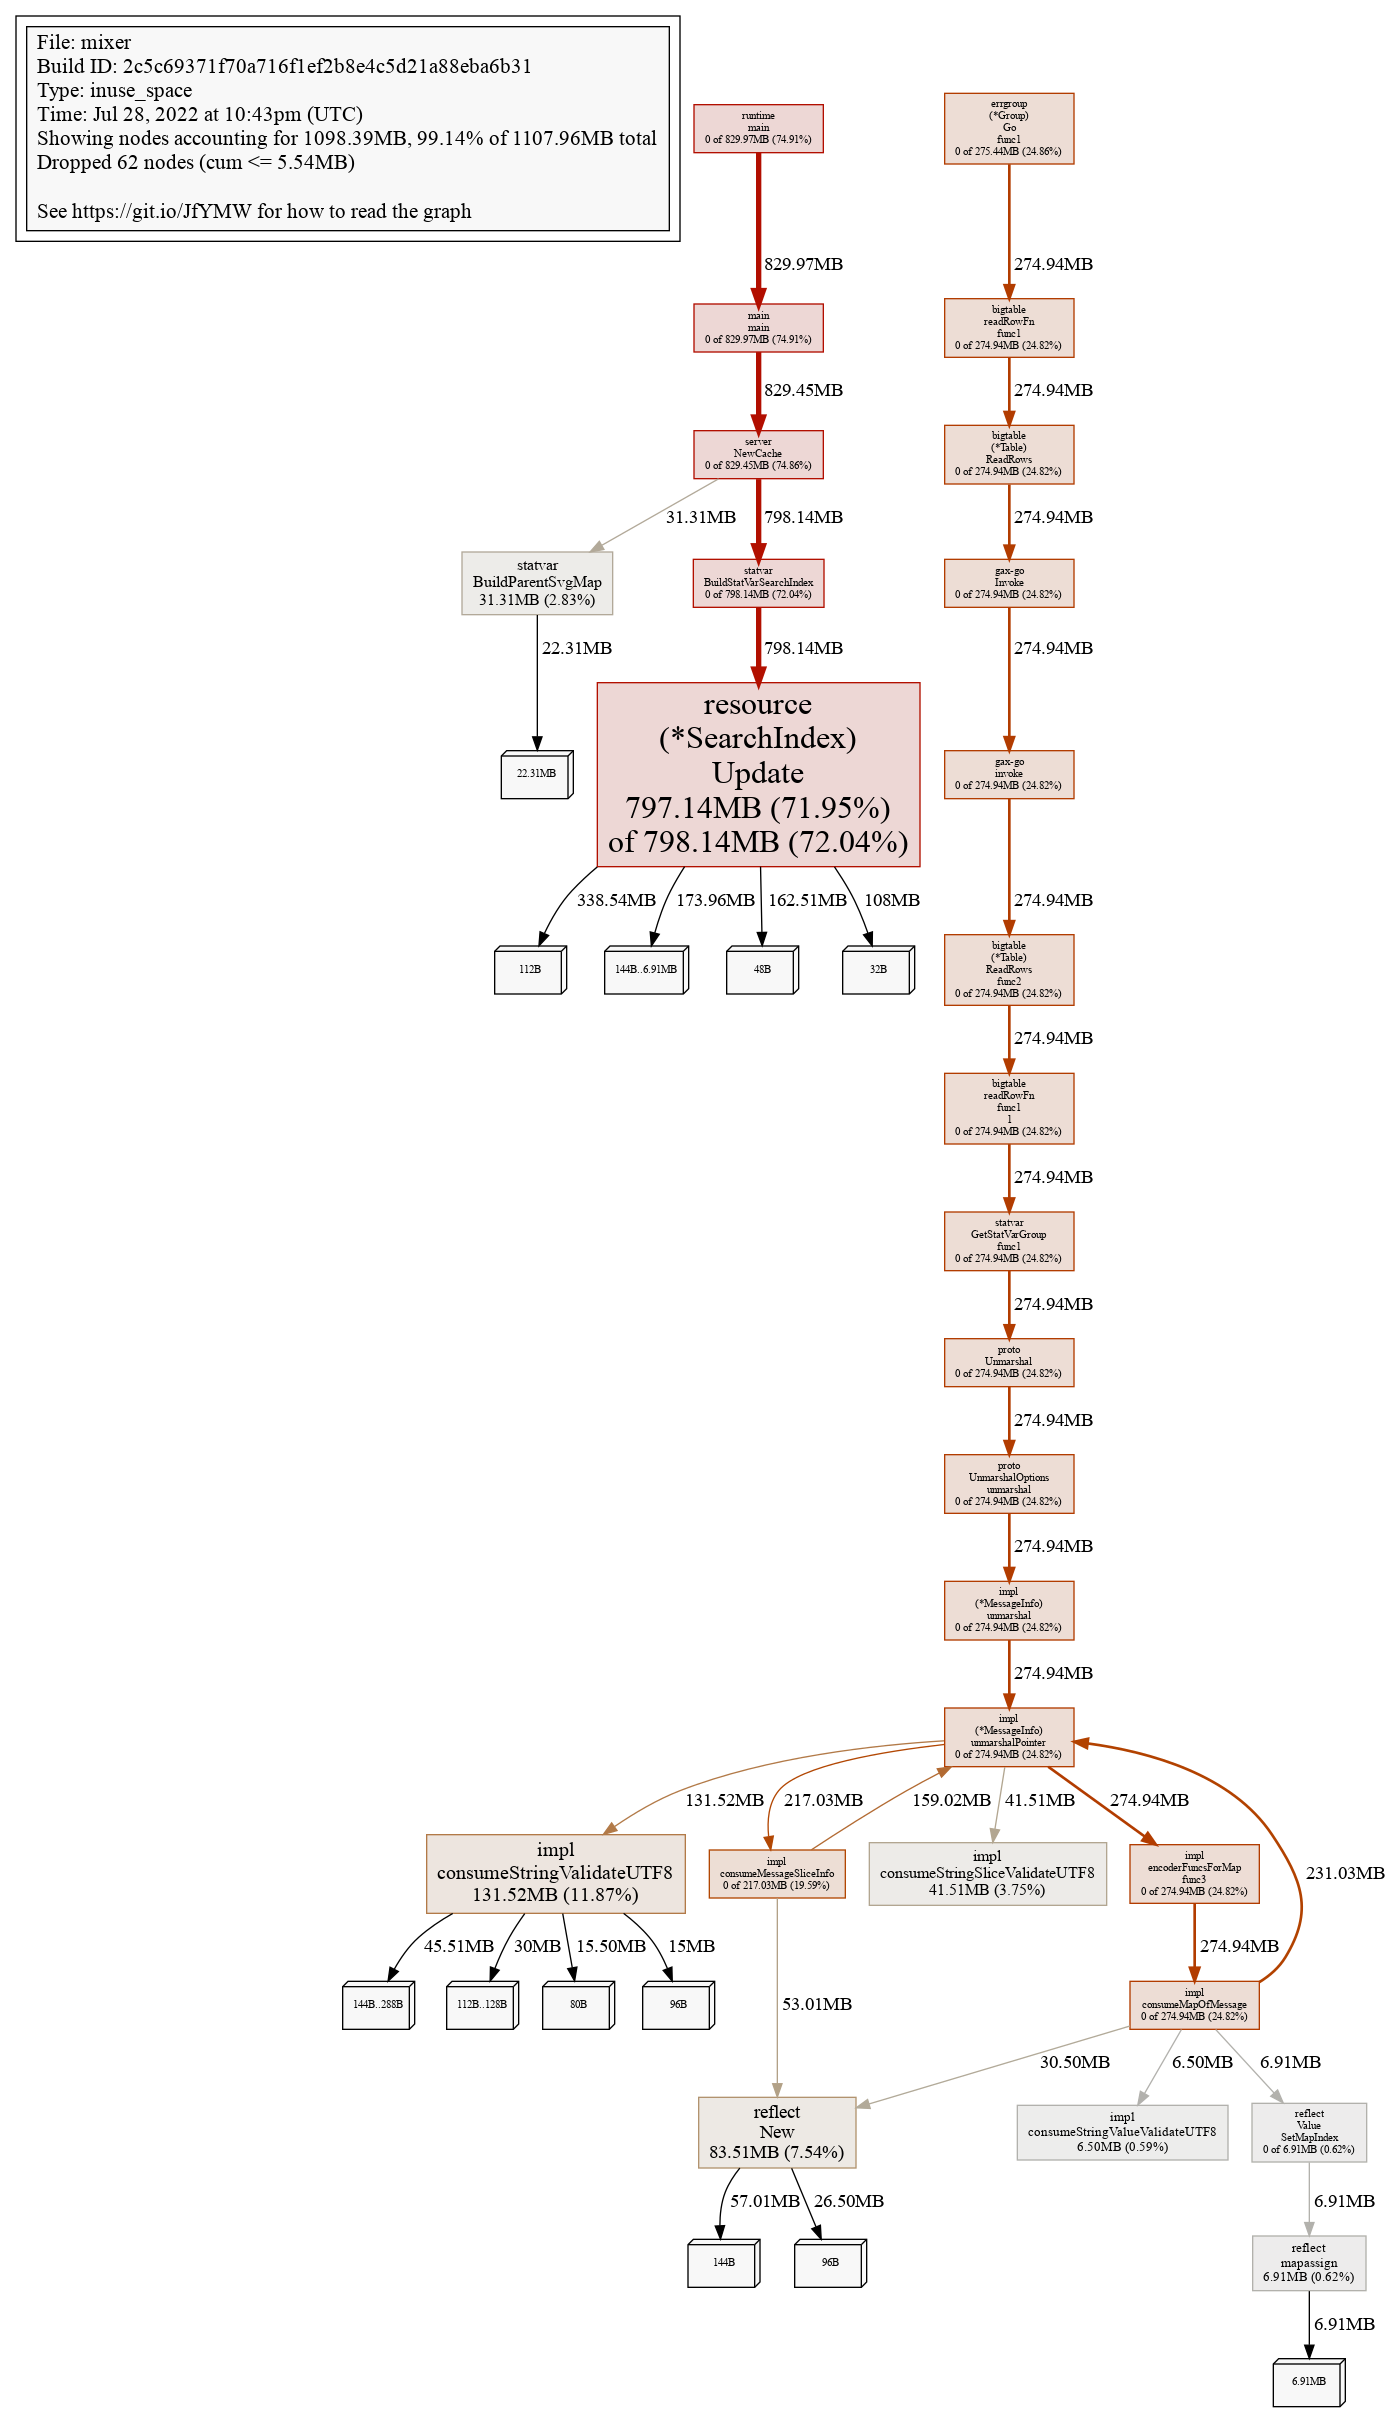 File: mixer
Build ID: 2c5c69371f70a716f1ef2b8e4c5d21a88eba6b31
Type: inuse_space
Time: Jul 28, 2022 at 10:43pm (UTC)
Showing nodes accounting for 1098.39MB, 99.14% of 1107.96MB total
Dropped 62 nodes (cum <= 5.54MB)
See https://git.io/JfYMW for how to read the graph
runtime
main
0 of 829.97MB (74.91%)
errgroup
(*Group)
Go
func1
0 of 275.44MB (24.86%)
829.97MB
274.94MB
main
main
0 of 829.97MB (74.91%)
bigtable
readRowFn
func1
0 of 274.94MB (24.82%)
829.45MB
274.94MB
server
NewCache
0 of 829.45MB (74.86%)
bigtable
(*Table)
ReadRows
0 of 274.94MB (24.82%)
31.31MB
798.14MB
274.94MB
statvar
BuildParentSvgMap
31.31MB (2.83%)
statvar
BuildStatVarSearchIndex
0 of 798.14MB (72.04%)
gax-go
Invoke
0 of 274.94MB (24.82%)
22.31MB
798.14MB
274.94MB
22.31MB
resource
(*SearchIndex)
Update
797.14MB (71.95%)
of 798.14MB (72.04%)
gax-go
invoke
0 of 274.94MB (24.82%)
338.54MB
173.96MB
162.51MB
108MB
274.94MB
112B
144B..6.91MB
48B
32B
bigtable
(*Table)
ReadRows
func2
0 of 274.94MB (24.82%)
274.94MB
bigtable
readRowFn
func1
1
0 of 274.94MB (24.82%)
274.94MB
statvar
GetStatVarGroup
func1
0 of 274.94MB (24.82%)
274.94MB
proto
Unmarshal
0 of 274.94MB (24.82%)
274.94MB
proto
UnmarshalOptions
unmarshal
0 of 274.94MB (24.82%)
274.94MB
impl
(*MessageInfo)
unmarshal
0 of 274.94MB (24.82%)
274.94MB
impl
(*MessageInfo)
unmarshalPointer
0 of 274.94MB (24.82%)
131.52MB
217.03MB
159.02MB
41.51MB
274.94MB
231.03MB
impl
consumeStringValidateUTF8
131.52MB (11.87%)
impl
consumeMessageSliceInfo
0 of 217.03MB (19.59%)
impl
consumeStringSliceValidateUTF8
41.51MB (3.75%)
impl
encoderFuncsForMap
func3
0 of 274.94MB (24.82%)
45.51MB
30MB
15.50MB
15MB
274.94MB
144B..288B
112B..128B
80B
96B
53.01MB
impl
consumeMapOfMessage
0 of 274.94MB (24.82%)
30.50MB
6.50MB
6.91MB
reflect
New
83.51MB (7.54%)
impl
consumeStringValueValidateUTF8
6.50MB (0.59%)
reflect
Value
SetMapIndex
0 of 6.91MB (0.62%)
57.01MB
26.50MB
6.91MB
144B
96B
reflect
mapassign
6.91MB (0.62%)
6.91MB
6.91MB